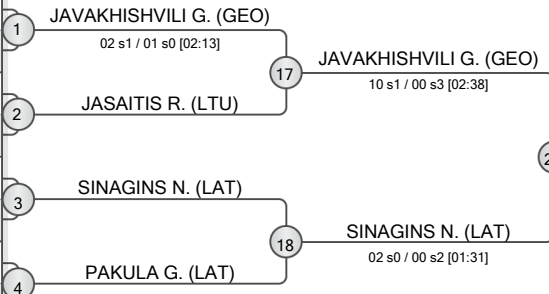 JAVAKHISHVILI G. (GEO)
1
02 s1 / 01 s0 [02:13]
JAVAKHISHVILI G. (GEO)
17
10 s1 / 00 s3 [02:38]
JASAITIS R. (LTU)
2
SINAGINS N. (LAT)
3
SINAGINS N. (LAT)
18
02 s0 / 00 s2 [01:31]
PAKULA G. (LAT)
4